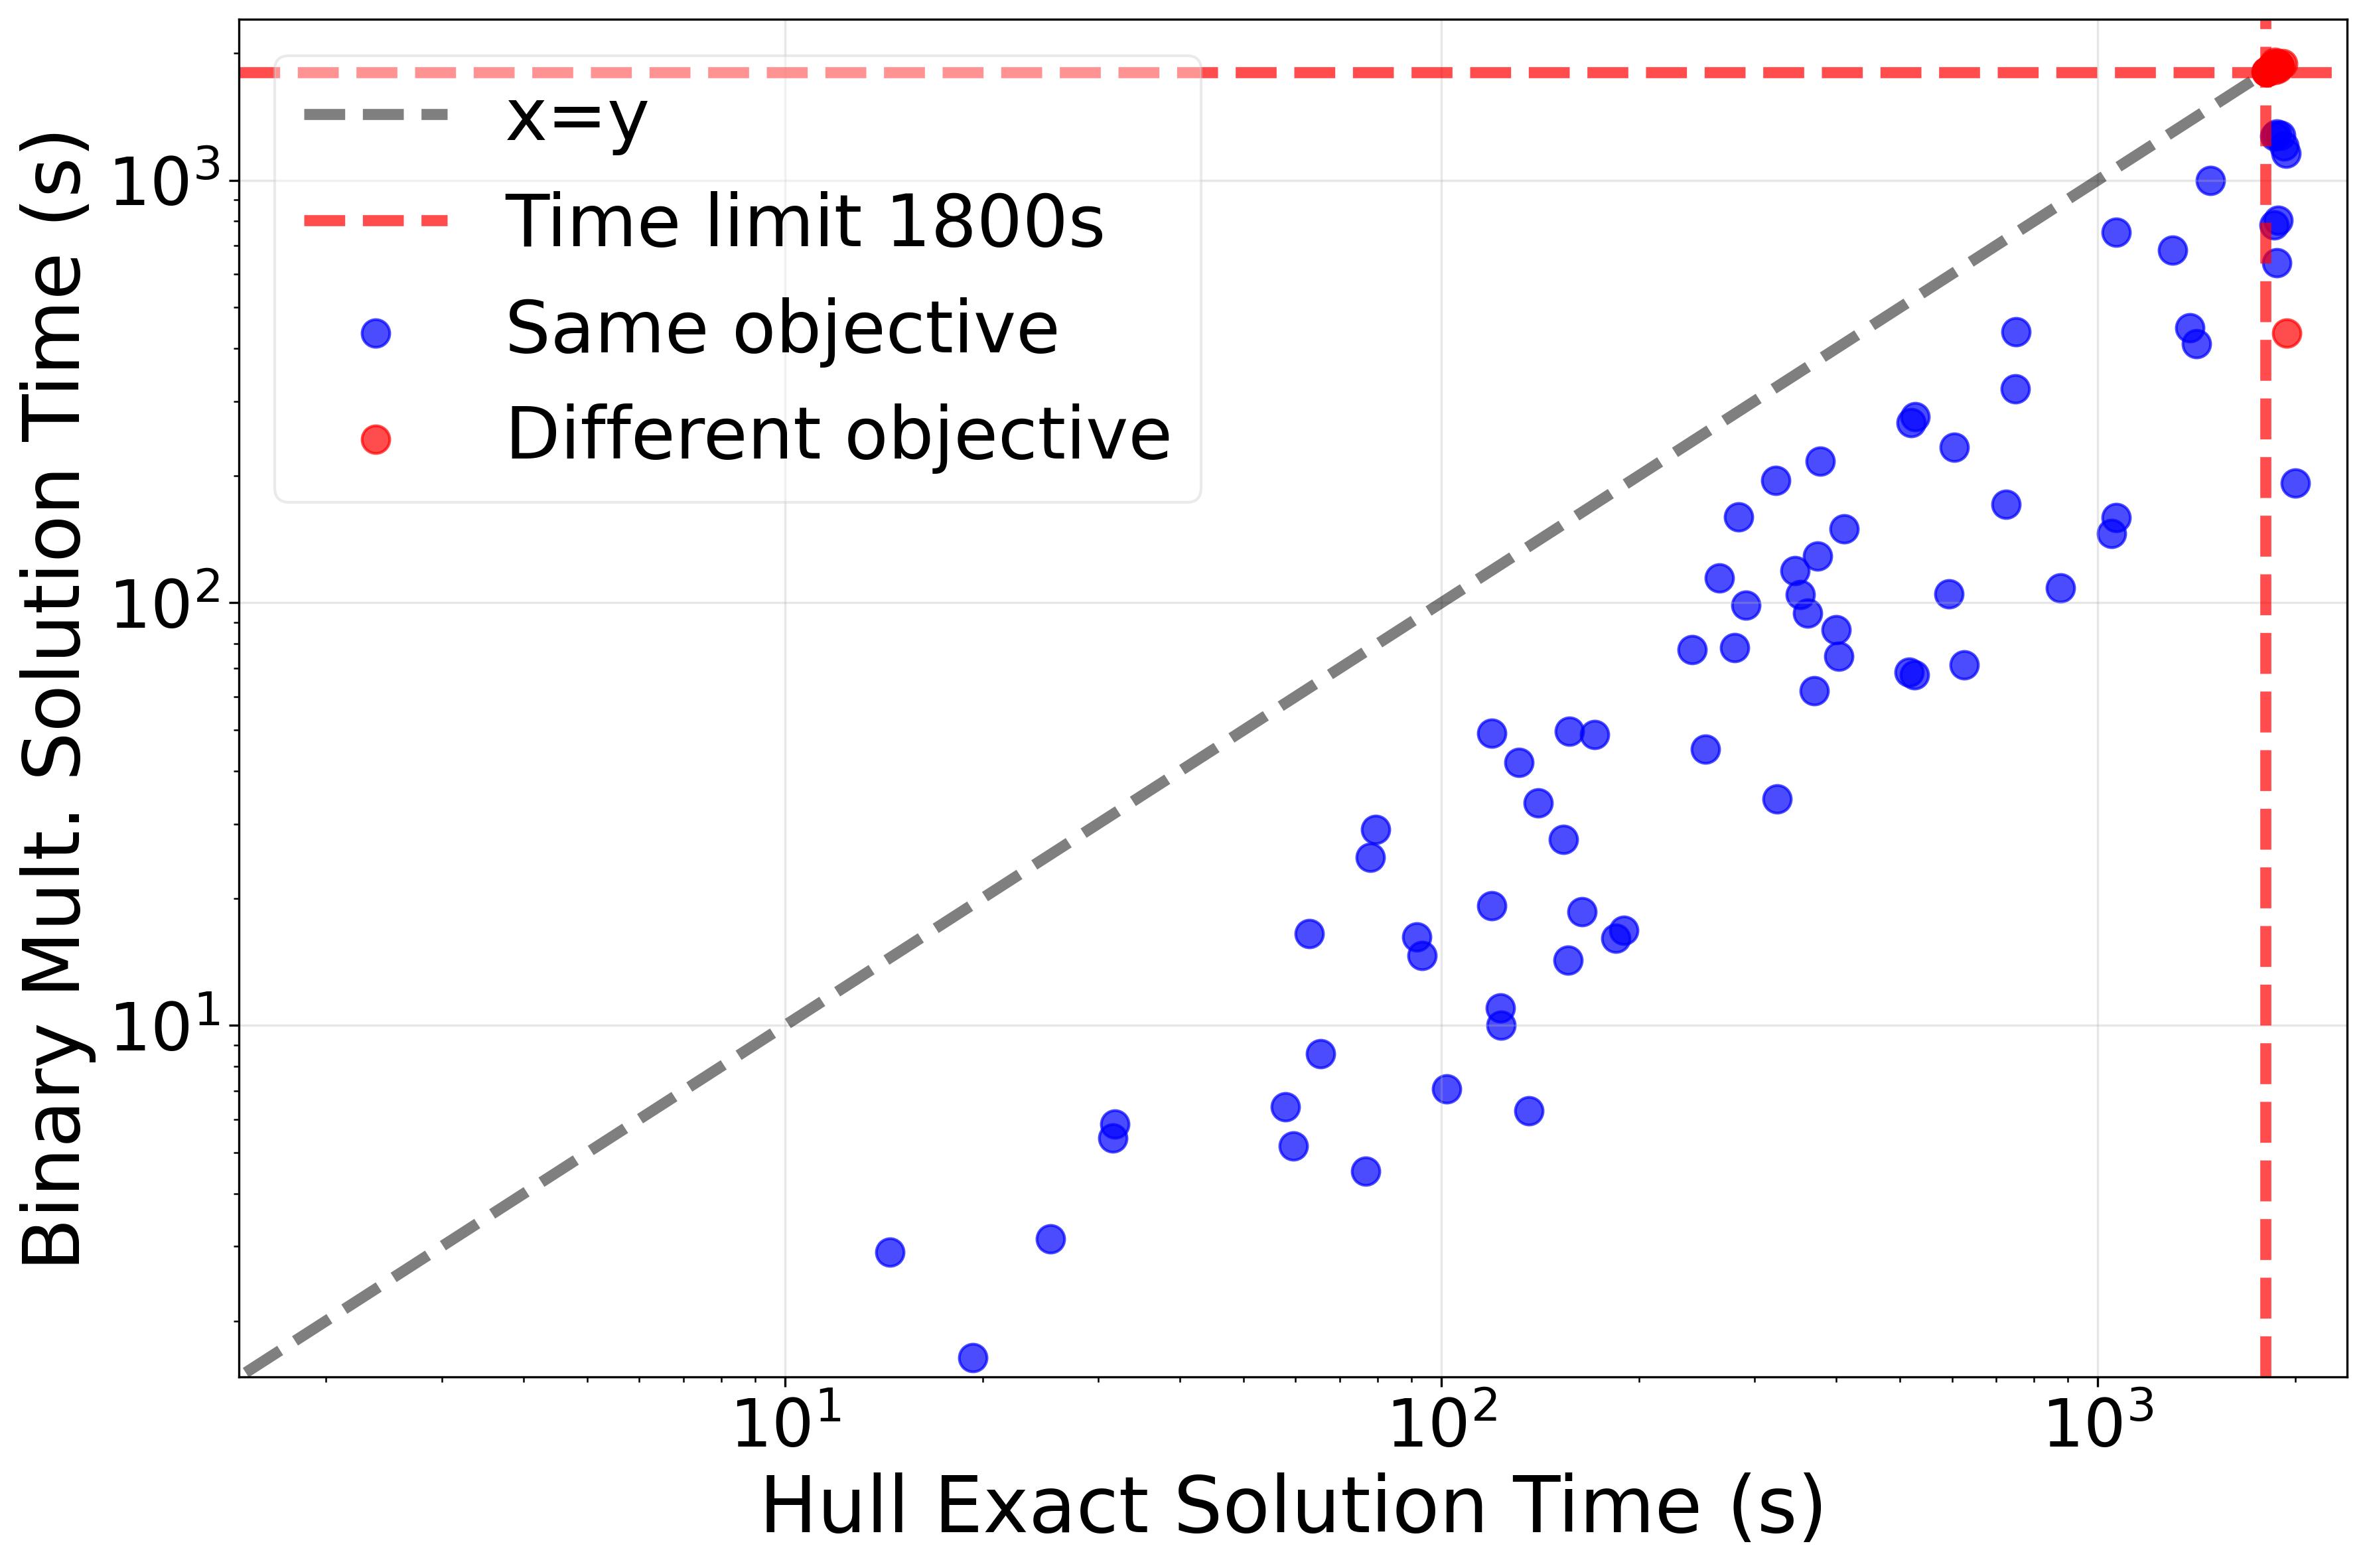 x=y
Time limit 1800s
Same objective
Different objective
Binary Mult. Solution Time (s)
10³
10²
10¹
10¹ 10² 10³
Hull Exact Solution Time (s)